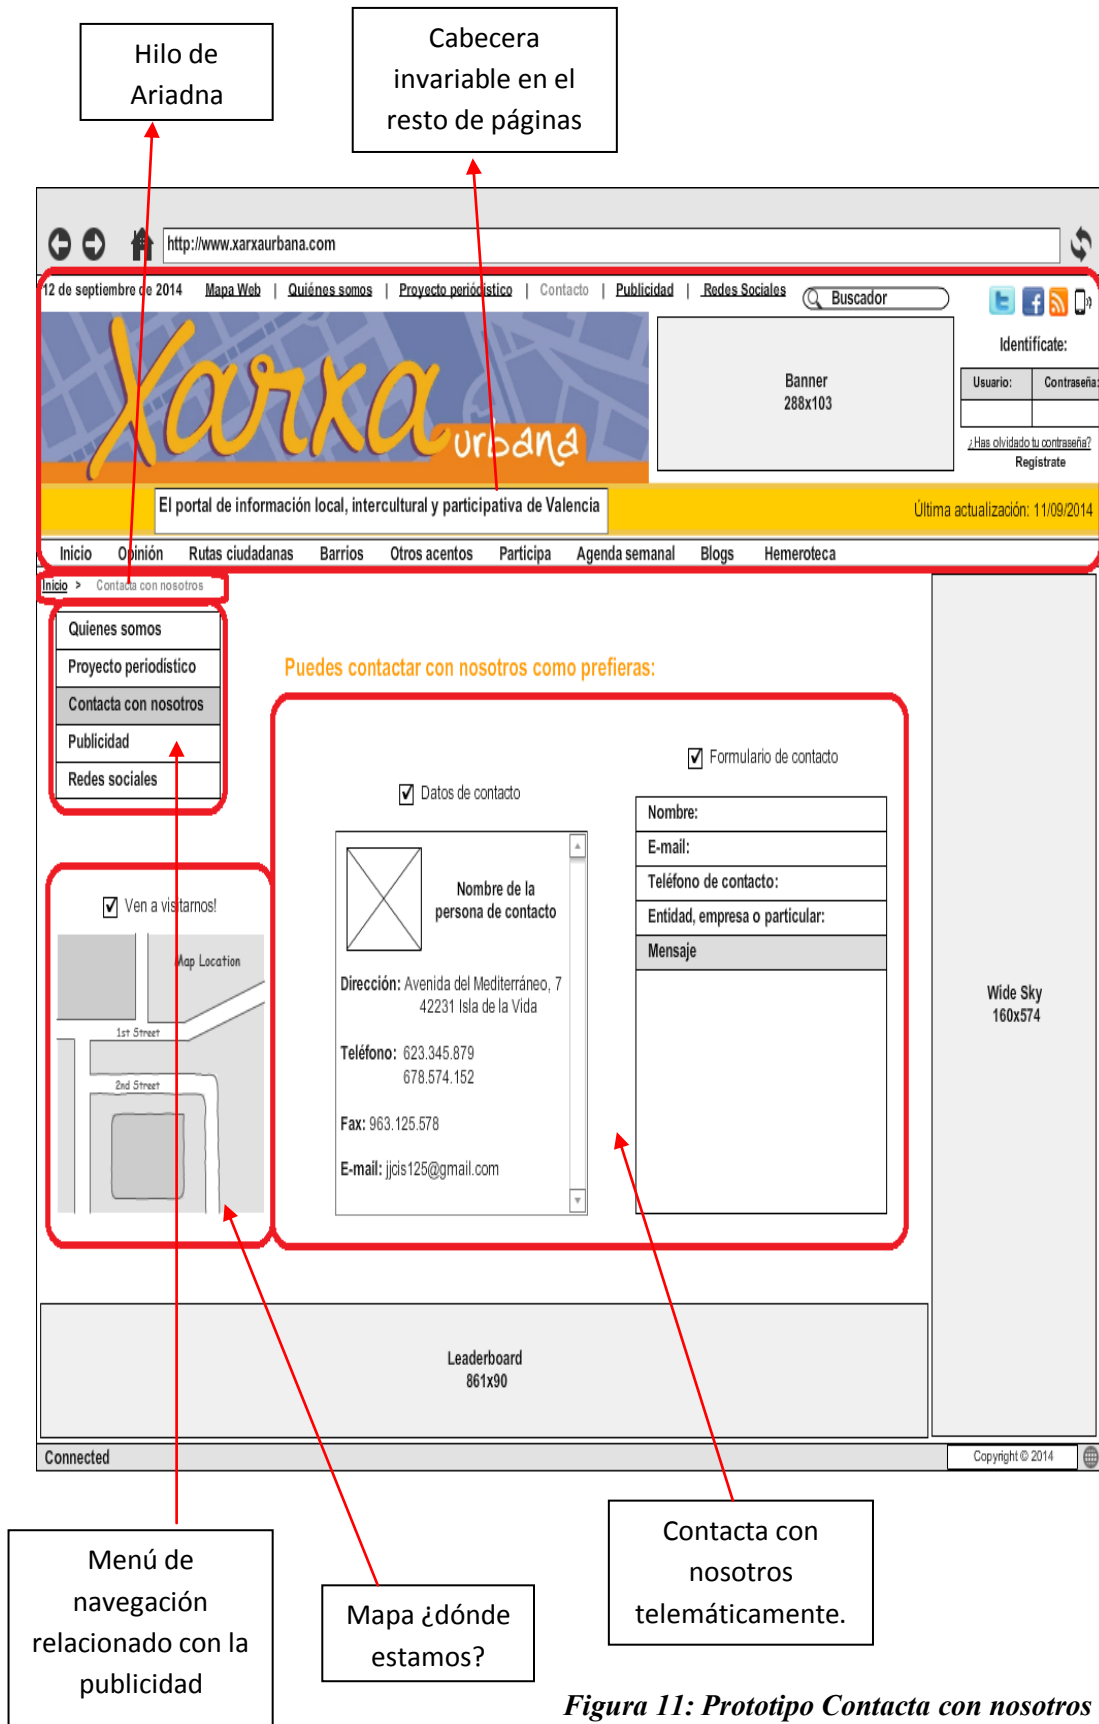 Hilo de
Ariadna
Cabecera
invariable en el
resto de páginas
http://www.xarxaurbana.com
12 de septiembre de 2014 Mapa Web | Quiénes somos | Proyecto periódístico | Contacto | Publicidad | Redes Sociales
Buscador
Xarxa
urbana
Banner
288x103
Identifícate:
Usuario: Contraseña:
¿Has olvidado tu contraseña?
Registrate
El portal de información local, intercultural y participativa de Valencia
Última actualización: 11/09/2014
Inicio Opinión Rutas ciudadanas Barrios Otros acentos Participa Agenda semanal Blogs Hemeroteca
Inicio > Contacta con nosotros
Quienes somos
Proyecto periodístico
Contacta con nosotros
Publicidad
Redes sociales
Puedes contactar con nosotros como prefieras:
Ven a visitarnos!
Map Location
1st Street
2nd Street
Datos de contacto
Nombre de la
persona de contacto
Dirección: Avenida del Mediterráneo, 7
42231 Isla de la Vida
Teléfono: 623.345.879
678.574.152
Fax: 963.125.578
E-mail: jjcis125@gmail.com
Formulario de contacto
Nombre:
E-mail:
Teléfono de contacto:
Entidad, empresa o particular:
Mensaje
Wide Sky
160x574
Leaderboard
861x90
Connected
Copyright © 2014
Menú de
navegación
relacionado con la
publicidad
Mapa ¿dónde
estamos?
Contacta con
nosotros
telemáticamente.
Figura 11: Prototipo Contacta con nosotros